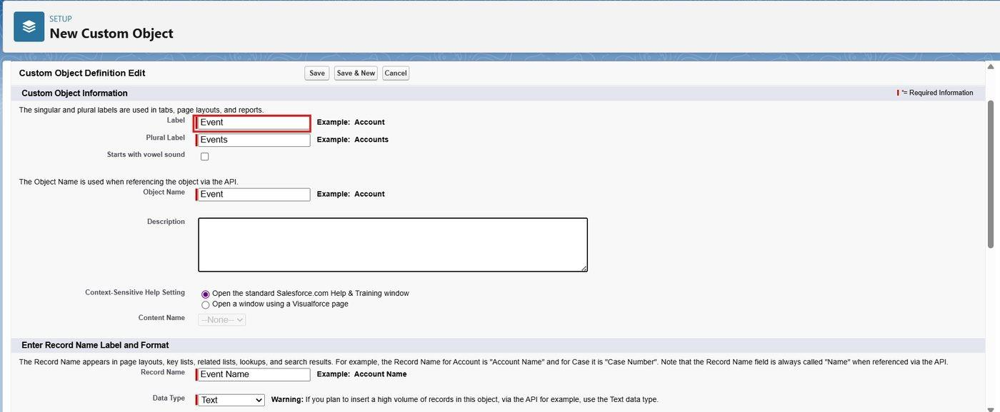 SETUP
New Custom Object
Custom Object Definition Edit Save Save & New Cancel
Custom Object Information *= Required Information
The singular and plural labels are used in tabs, page layouts, and reports.
Label Event Example: Account
Plural Label Events Example: Accounts
Starts with vowel sound
The Object Name is used when referencing the object via the API.
Object Name Event Example: Account
Description
Context-Sensitive Help Setting Open the standard Salesforce.com Help & Training window
Open a window using a Visualforce page
Content Name --None--
Enter Record Name Label and Format
The Record Name appears in page layouts, key lists, related lists, lookups, and search results. For example, the Record Name for Account is "Account Name" and for Case it is "Case Number". Note that the Record Name field is always called "Name" when referenced via the API.
Record Name Event Name Example: Account Name
Data Type Text Warning: If you plan to insert a high volume of records in this object, via the API for example, use the Text data type.